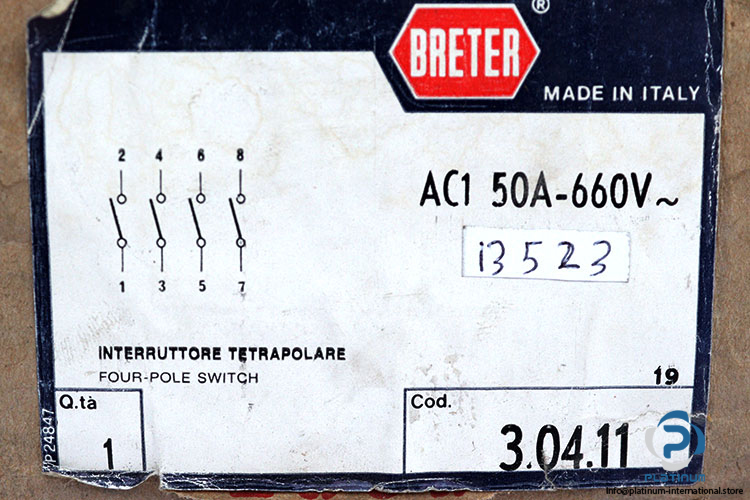 BRETER ®
MADE IN ITALY
2 4 6 8
1 3 5 7
AC1 50A-660V~
13523
INTERRUTTORE TETRAPOLARE
FOUR-POLE SWITCH
19
Q.tà
1
Cod.
3.04.11
P24847
PLATINUM
info@platinum-international.store